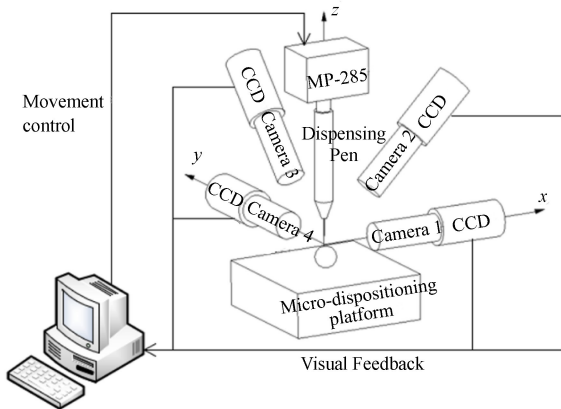 z
MP-285
CCD
CCD
Movement
control
Dispensing
Pen
Camera 3
Camera 2
y
x
CCD
Camera 4
Camera 1
CCD
Micro-dispositioning
platform
Visual Feedback